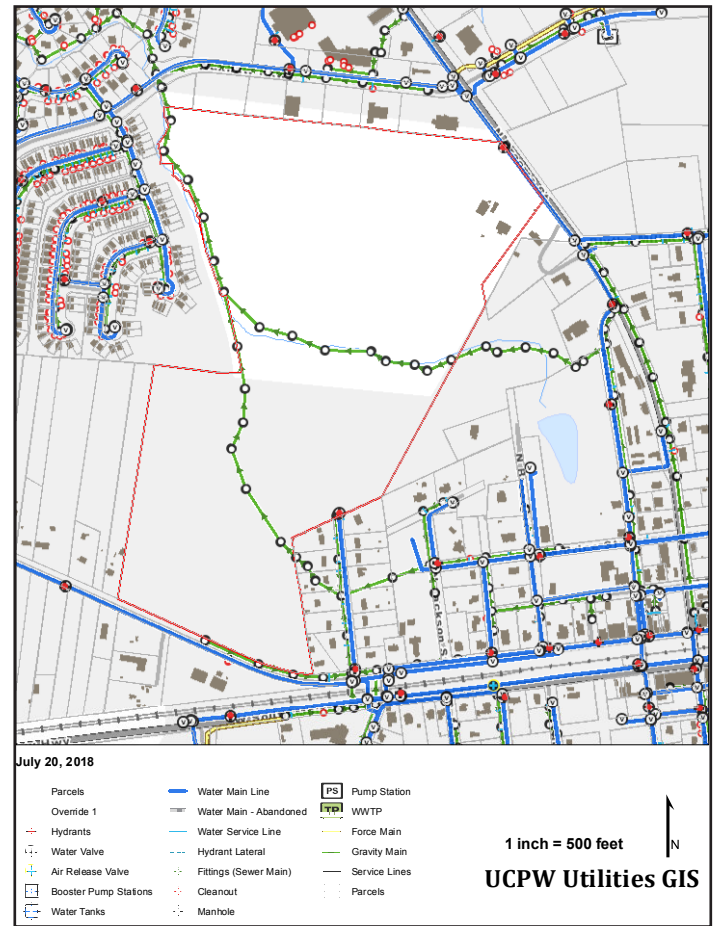 July 20, 2018
Parcels
Override 1
Hydrants
Water Valve
Air Release Valve
Booster Pump Stations
Water Tanks
Water Main Line
Water Main - Abandoned
Water Service Line
Hydrant Lateral
Fittings (Sewer Main)
Cleanout
Manhole
PS Pump Station
TP WWTP
Force Main
Gravity Main
Service Lines
Parcels
1 inch = 500 feet
N
UCPW Utilities GIS